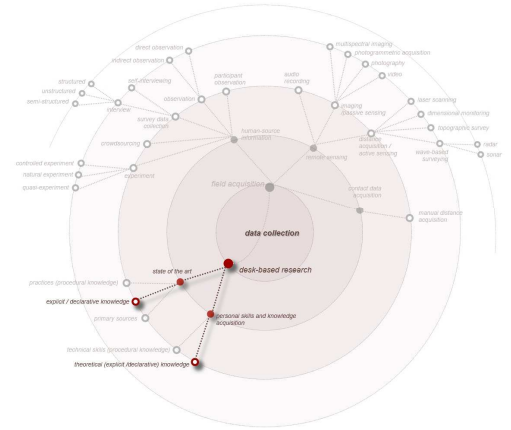 direct observation
multispectral imaging
photogrammetric acquisition
indirect observation
photography
participant
observation
audio
recording
video
structured
self-interviewing
unstructured
semi-structured
observation
imaging
/passive sensing
laser scanning
interview
dimensional monitoring
survey data
collection
topographic survey
human-source
information
distance
acquisition /
active sensing
crowdsourcing
wave-based
surveying
radar
remote sensing
sonar
controlled experiment
natural experiment
experiment
quasi-experiment
field acquisition
contact data
acquisition
manual distance
acquisition
data collection
state of the art
desk-based research
practices (procedural knowledge)
explicit / declarative knowledge
primary sources
personal skills and knowledge
acquisition
technical skills (procedural knowledge)
theoretical (explicit /declarative) knowledge